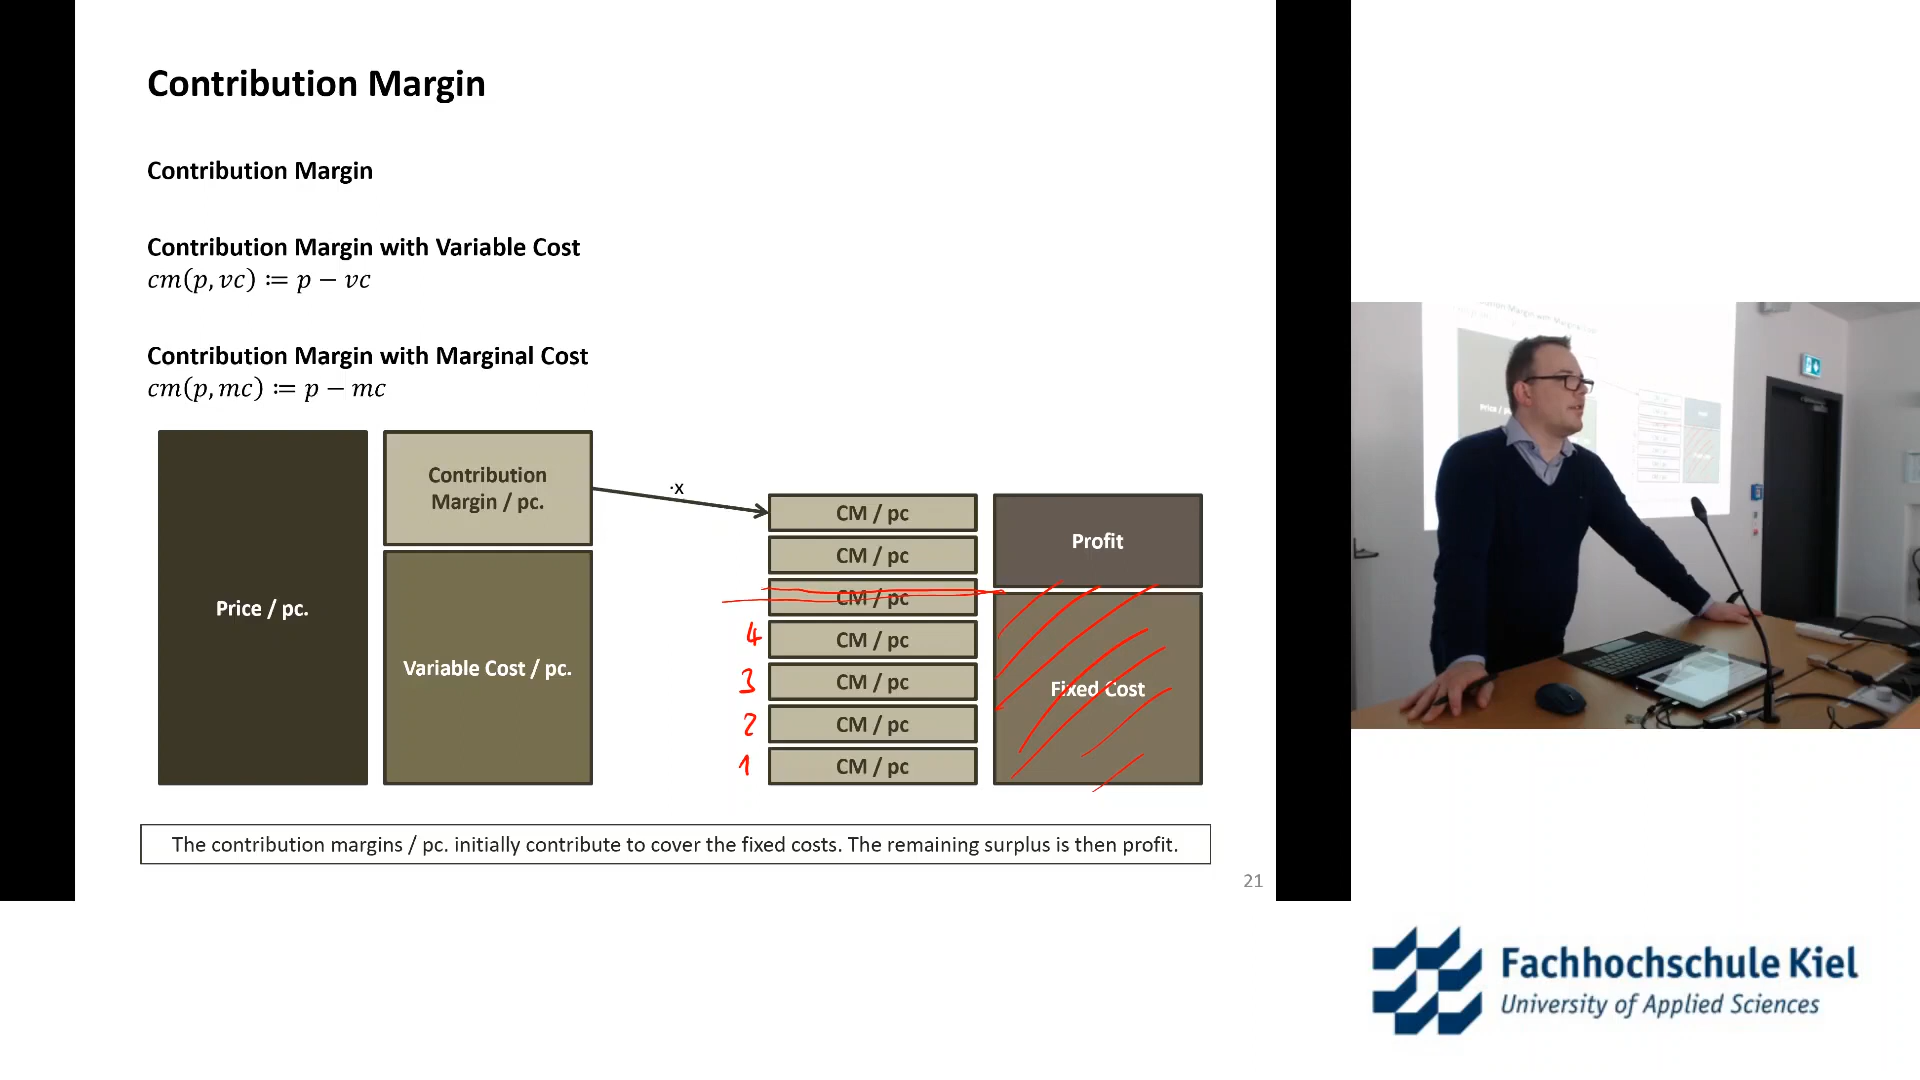 Contribution Margin
Contribution Margin
Contribution Margin with Variable Cost
cm(p, vc) ≔ p − vc
Contribution Margin with Marginal Cost
cm(p, mc) ≔ p − mc
Price / pc.
Contribution
Margin / pc.
Variable Cost / pc.
·x
CM / pc
CM / pc
CM / pc
4 CM / pc
3 CM / pc
2 CM / pc
1 CM / pc
Profit
Fixed Cost
The contribution margins / pc. initially contribute to cover the fixed costs. The remaining surplus is then profit.
21
Fachhochschule Kiel
University of Applied Sciences